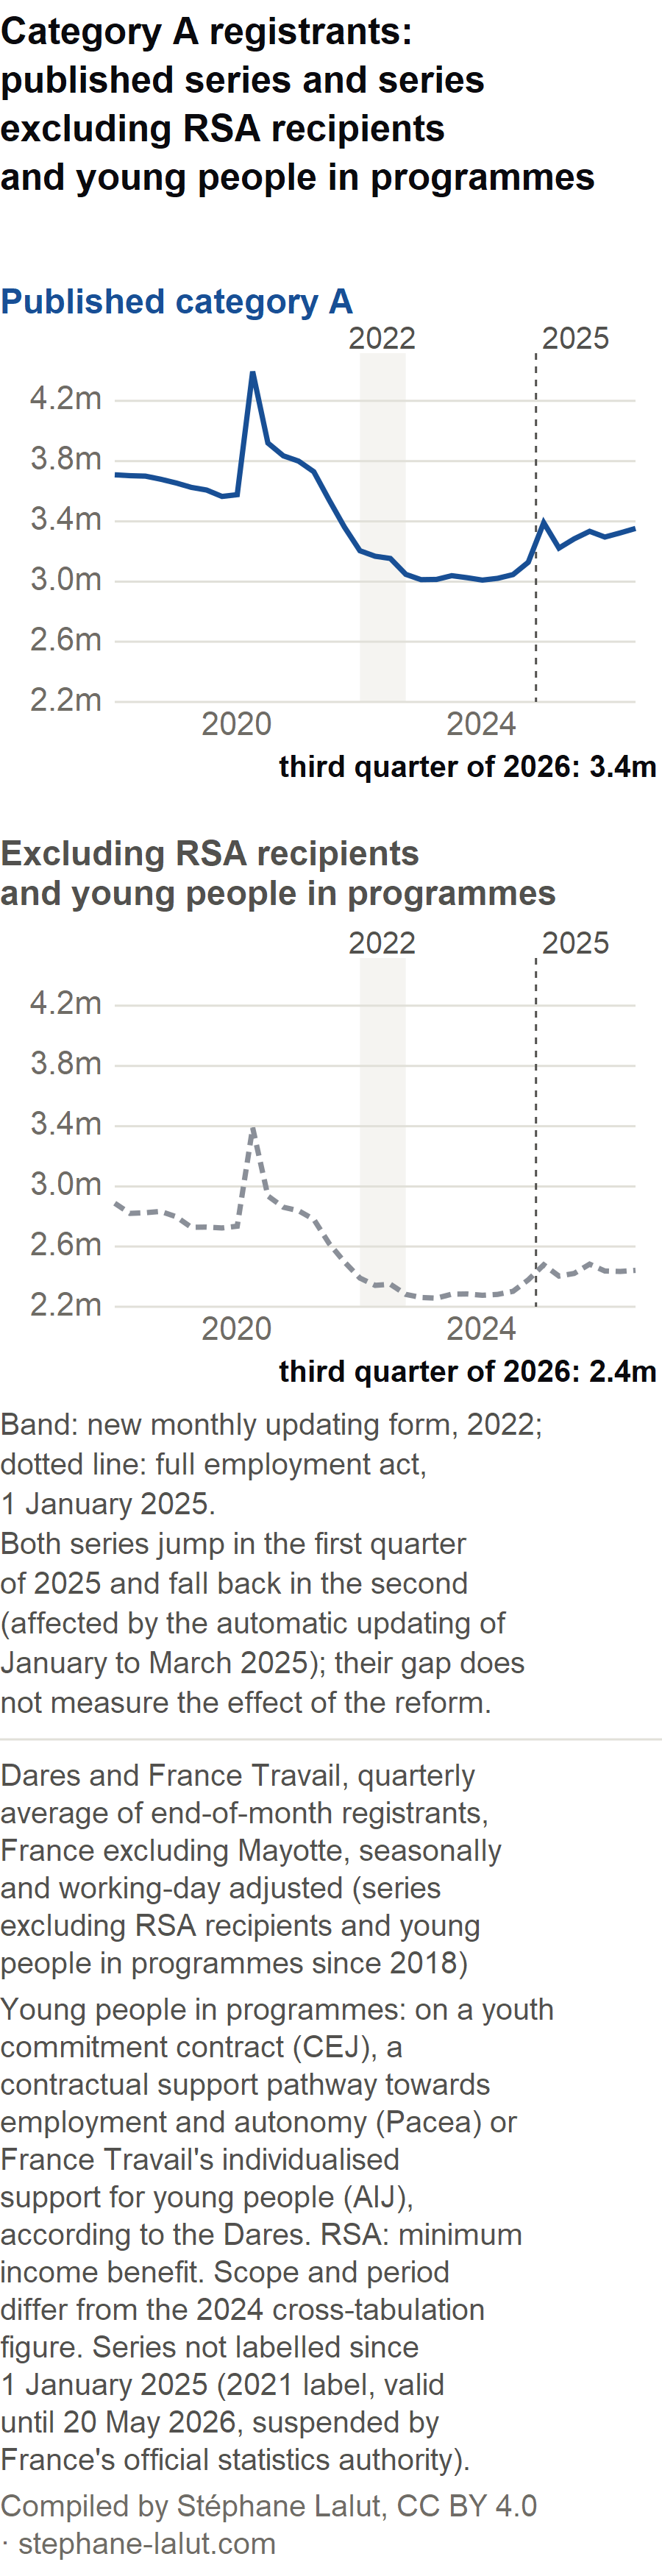 Category A registrants:
published series and series
excluding RSA recipients
and young people in programmes
Published category A
2022
2025
4.2m
3.8m
3.4m
3.0m
2.6m
2.2m
2020
2024
third quarter of 2026: 3.4m
Excluding RSA recipients
and young people in programmes
2022
2025
4.2m
3.8m
3.4m
3.0m
2.6m
2.2m
2020
2024
third quarter of 2026: 2.4m
Band: new monthly updating form, 2022;
dotted line: full employment act,
1 January 2025.
Both series jump in the first quarter
of 2025 and fall back in the second
(affected by the automatic updating of
January to March 2025); their gap does
not measure the effect of the reform.
Dares and France Travail, quarterly
average of end-of-month registrants,
France excluding Mayotte, seasonally
and working-day adjusted (series
excluding RSA recipients and young
people in programmes since 2018)
Young people in programmes: on a youth
commitment contract (CEJ), a
contractual support pathway towards
employment and autonomy (Pacea) or
France Travail's individualised
support for young people (AIJ),
according to the Dares. RSA: minimum
income benefit. Scope and period
differ from the 2024 cross-tabulation
figure. Series not labelled since
1 January 2025 (2021 label, valid
until 20 May 2026, suspended by
France's official statistics authority).
Compiled by Stéphane Lalut, CC BY 4.0
· stephane-lalut.com